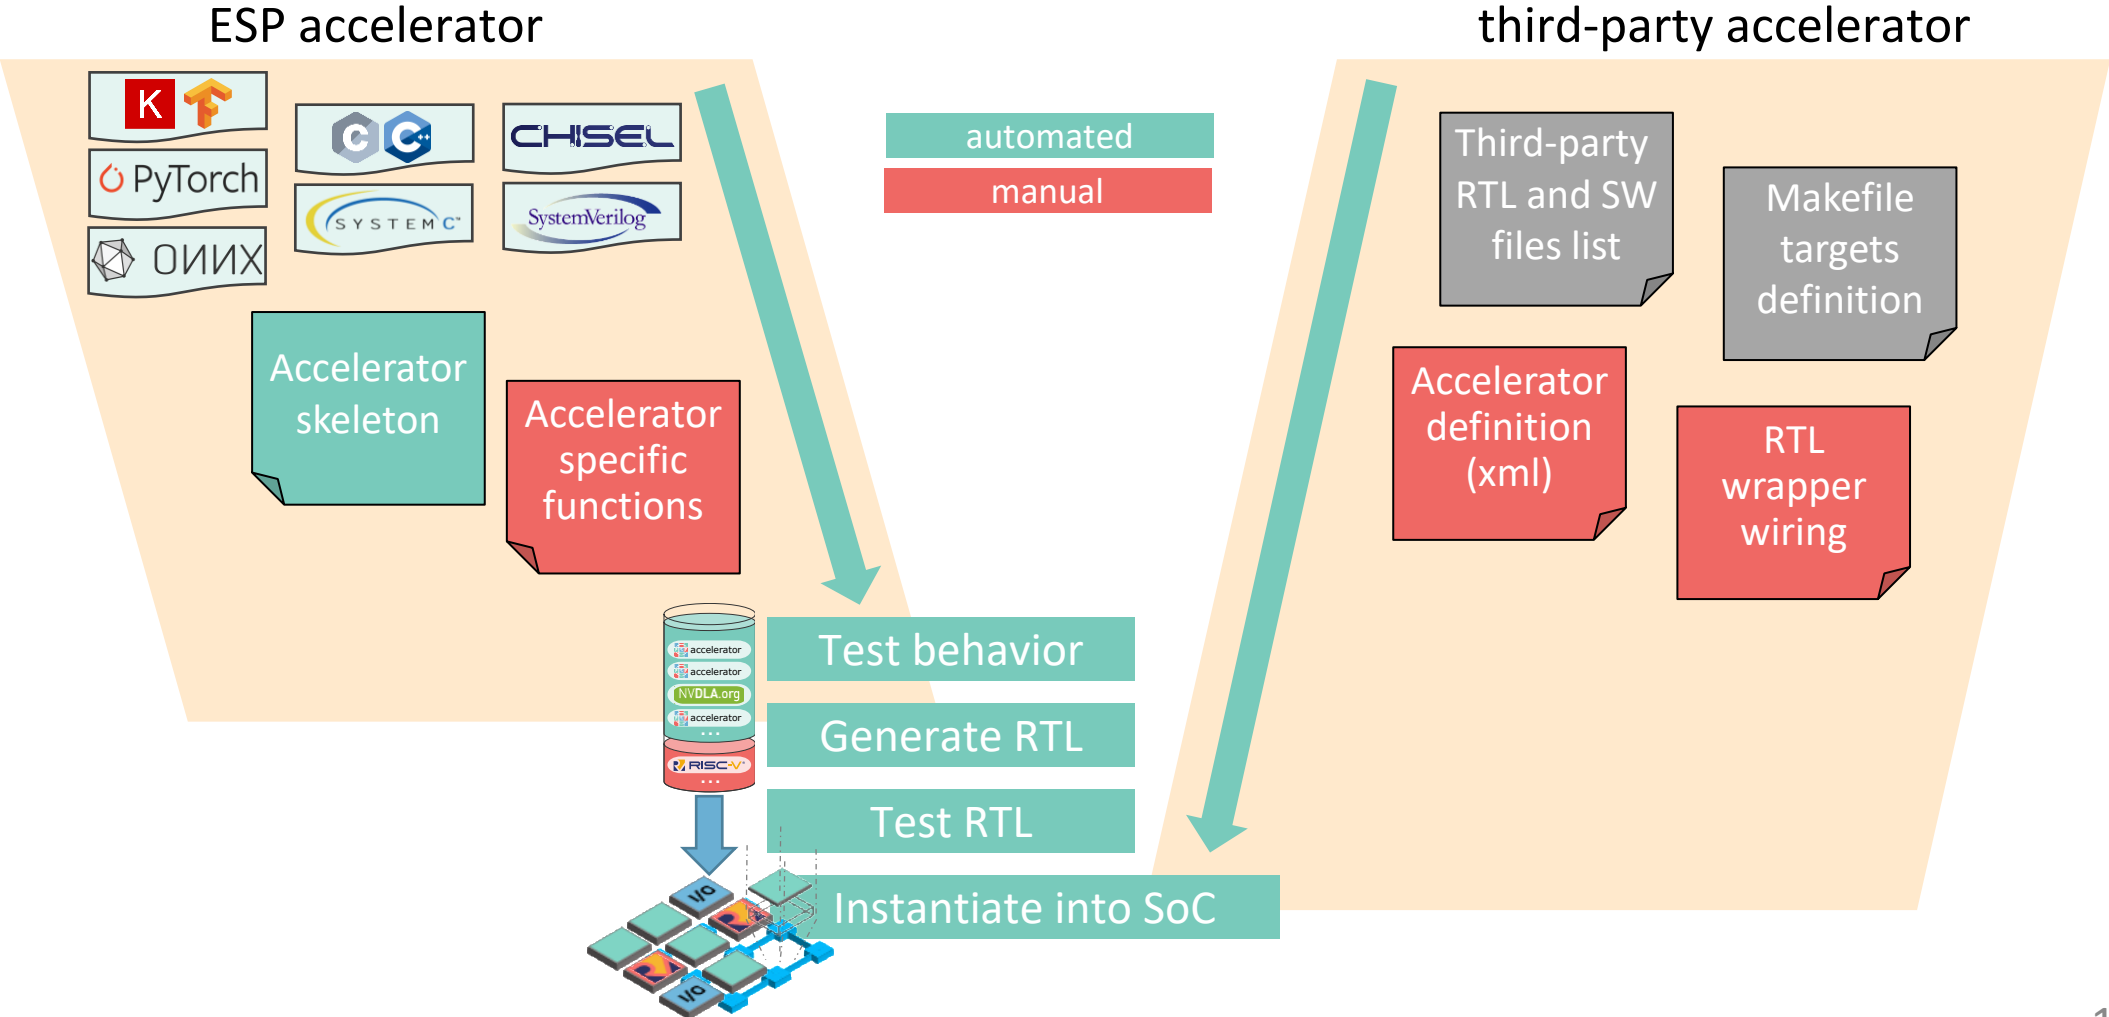 ESP accelerator
third-party accelerator
K
PyTorch
ONNX
C C++
SYSTEM C™
CHISEL
SystemVerilog
automated
manual
Accelerator
skeleton
Accelerator
specific
functions
Third-party
RTL and SW
files list
Makefile
targets
definition
Accelerator
definition
(xml)
RTL
wrapper
wiring
accelerator
accelerator
NVDLA.org
accelerator
...
RISC-V
...
Test behavior
Generate RTL
Test RTL
Instantiate into SoC
I/O
I/O